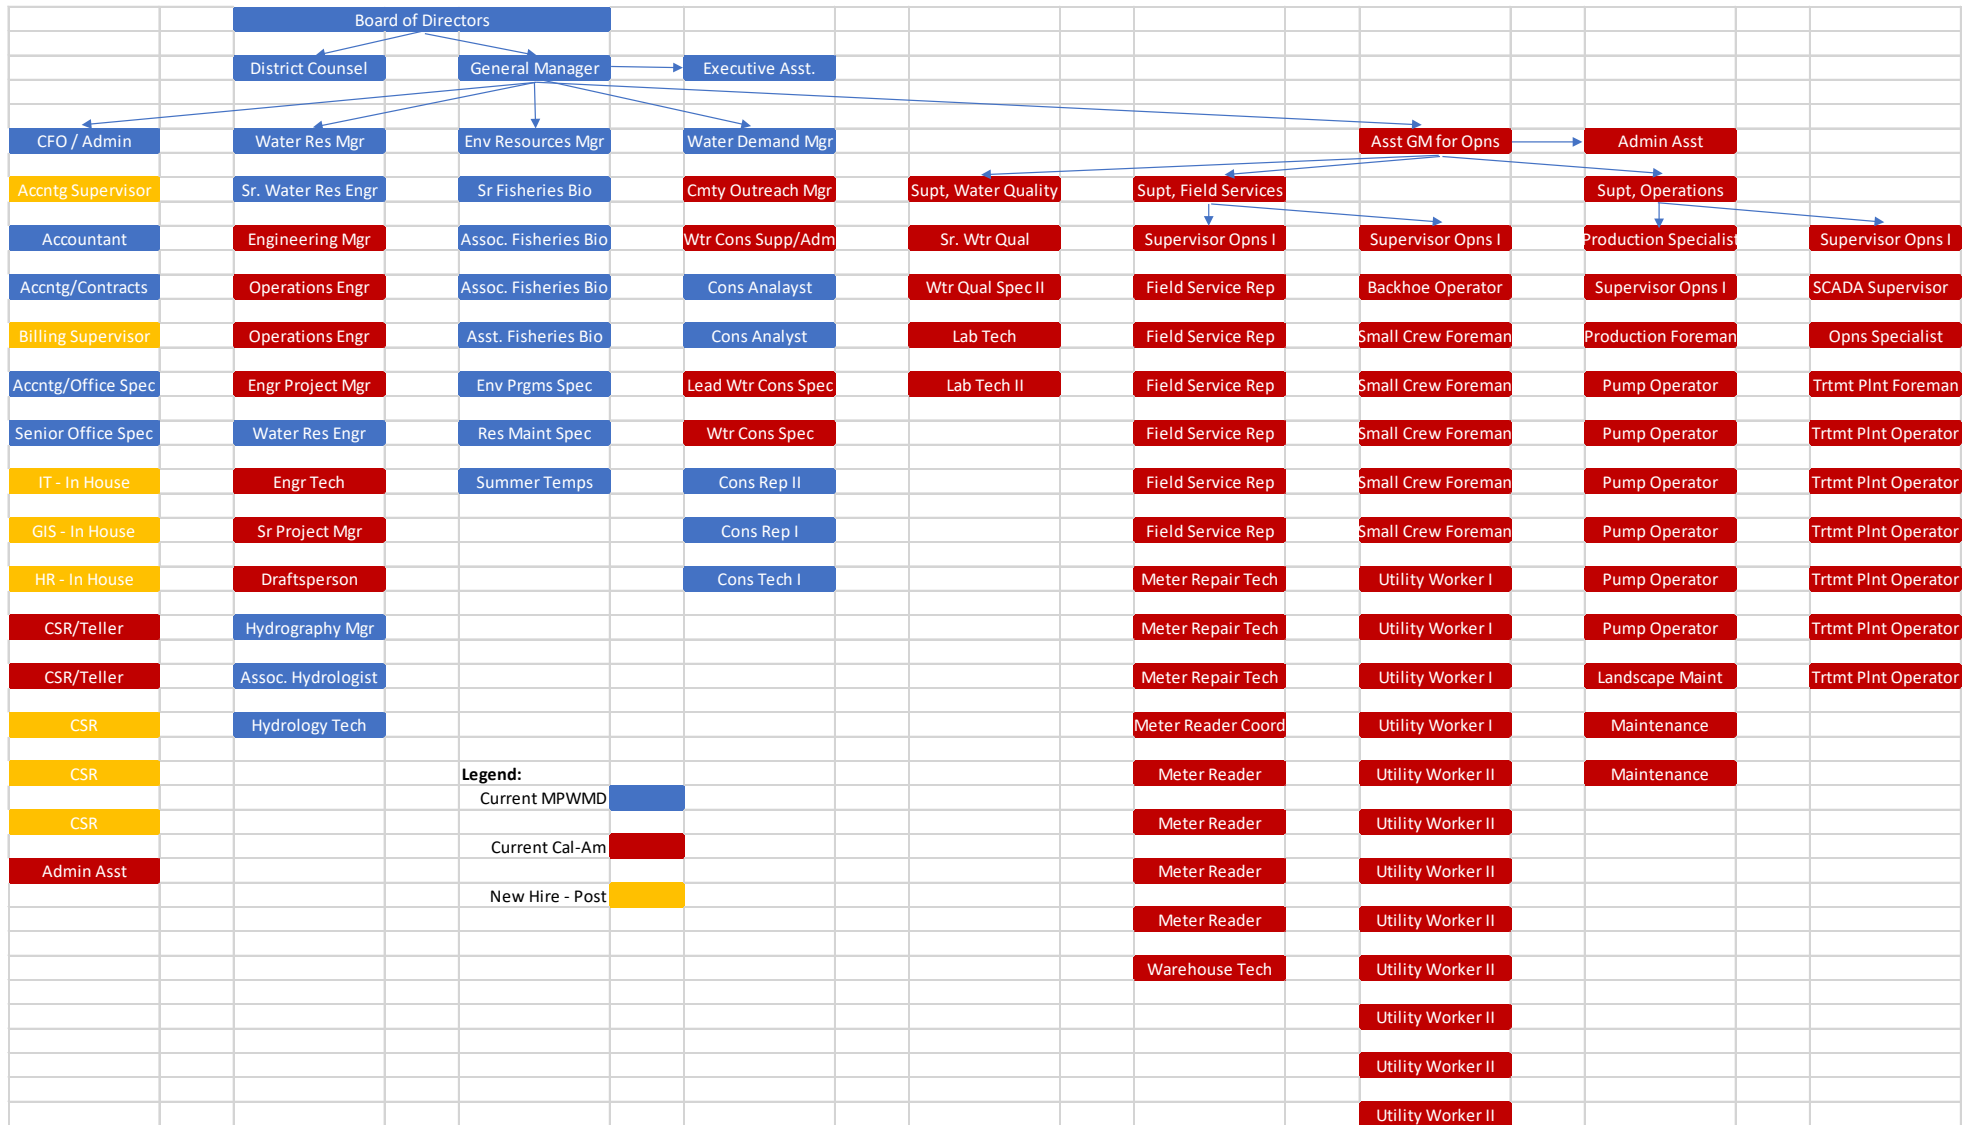 Board of Directors
District Counsel General Manager Executive Asst.
CFO / Admin Water Res Mgr Env Resources Mgr Water Demand Mgr Asst GM for Opns Admin Asst
Accntg Supervisor Sr. Water Res Engr Sr Fisheries Bio Cmty Outreach Mgr Supt, Water Quality Supt, Field Services Supt, Operations
Accountant Engineering Mgr Assoc. Fisheries Bio Wtr Cons Supp/Adm Sr. Wtr Qual Supervisor Opns I Supervisor Opns I Production Specialist Supervisor Opns I
Accntg/Contracts Operations Engr Assoc. Fisheries Bio Cons Analayst Wtr Qual Spec II Field Service Rep Backhoe Operator Supervisor Opns I SCADA Supervisor
Billing Supervisor Operations Engr Asst. Fisheries Bio Cons Analyst Lab Tech Field Service Rep Small Crew Foreman Production Foreman Opns Specialist
Accntg/Office Spec Engr Project Mgr Env Prgms Spec Lead Wtr Cons Spec Lab Tech II Field Service Rep Small Crew Foreman Pump Operator Trtmt Plnt Foreman
Senior Office Spec Water Res Engr Res Maint Spec Wtr Cons Spec Field Service Rep Small Crew Foreman Pump Operator Trtmt Plnt Operator
IT - In House Engr Tech Summer Temps Cons Rep II Field Service Rep Small Crew Foreman Pump Operator Trtmt Plnt Operator
GIS - In House Sr Project Mgr Cons Rep I Field Service Rep Small Crew Foreman Pump Operator Trtmt Plnt Operator
HR - In House Draftsperson Cons Tech I Meter Repair Tech Utility Worker I Pump Operator Trtmt Plnt Operator
CSR/Teller Hydrography Mgr Meter Repair Tech Utility Worker I Pump Operator Trtmt Plnt Operator
CSR/Teller Assoc. Hydrologist Meter Repair Tech Utility Worker I Landscape Maint Trtmt Plnt Operator
CSR Hydrology Tech Meter Reader Coord Utility Worker I Maintenance
CSR Legend: Meter Reader Utility Worker II Maintenance
Current MPWMD
CSR Meter Reader Utility Worker II
Current Cal-Am
Admin Asst Meter Reader Utility Worker II
New Hire - Post
Meter Reader Utility Worker II
Warehouse Tech Utility Worker II
Utility Worker II
Utility Worker II
Utility Worker II